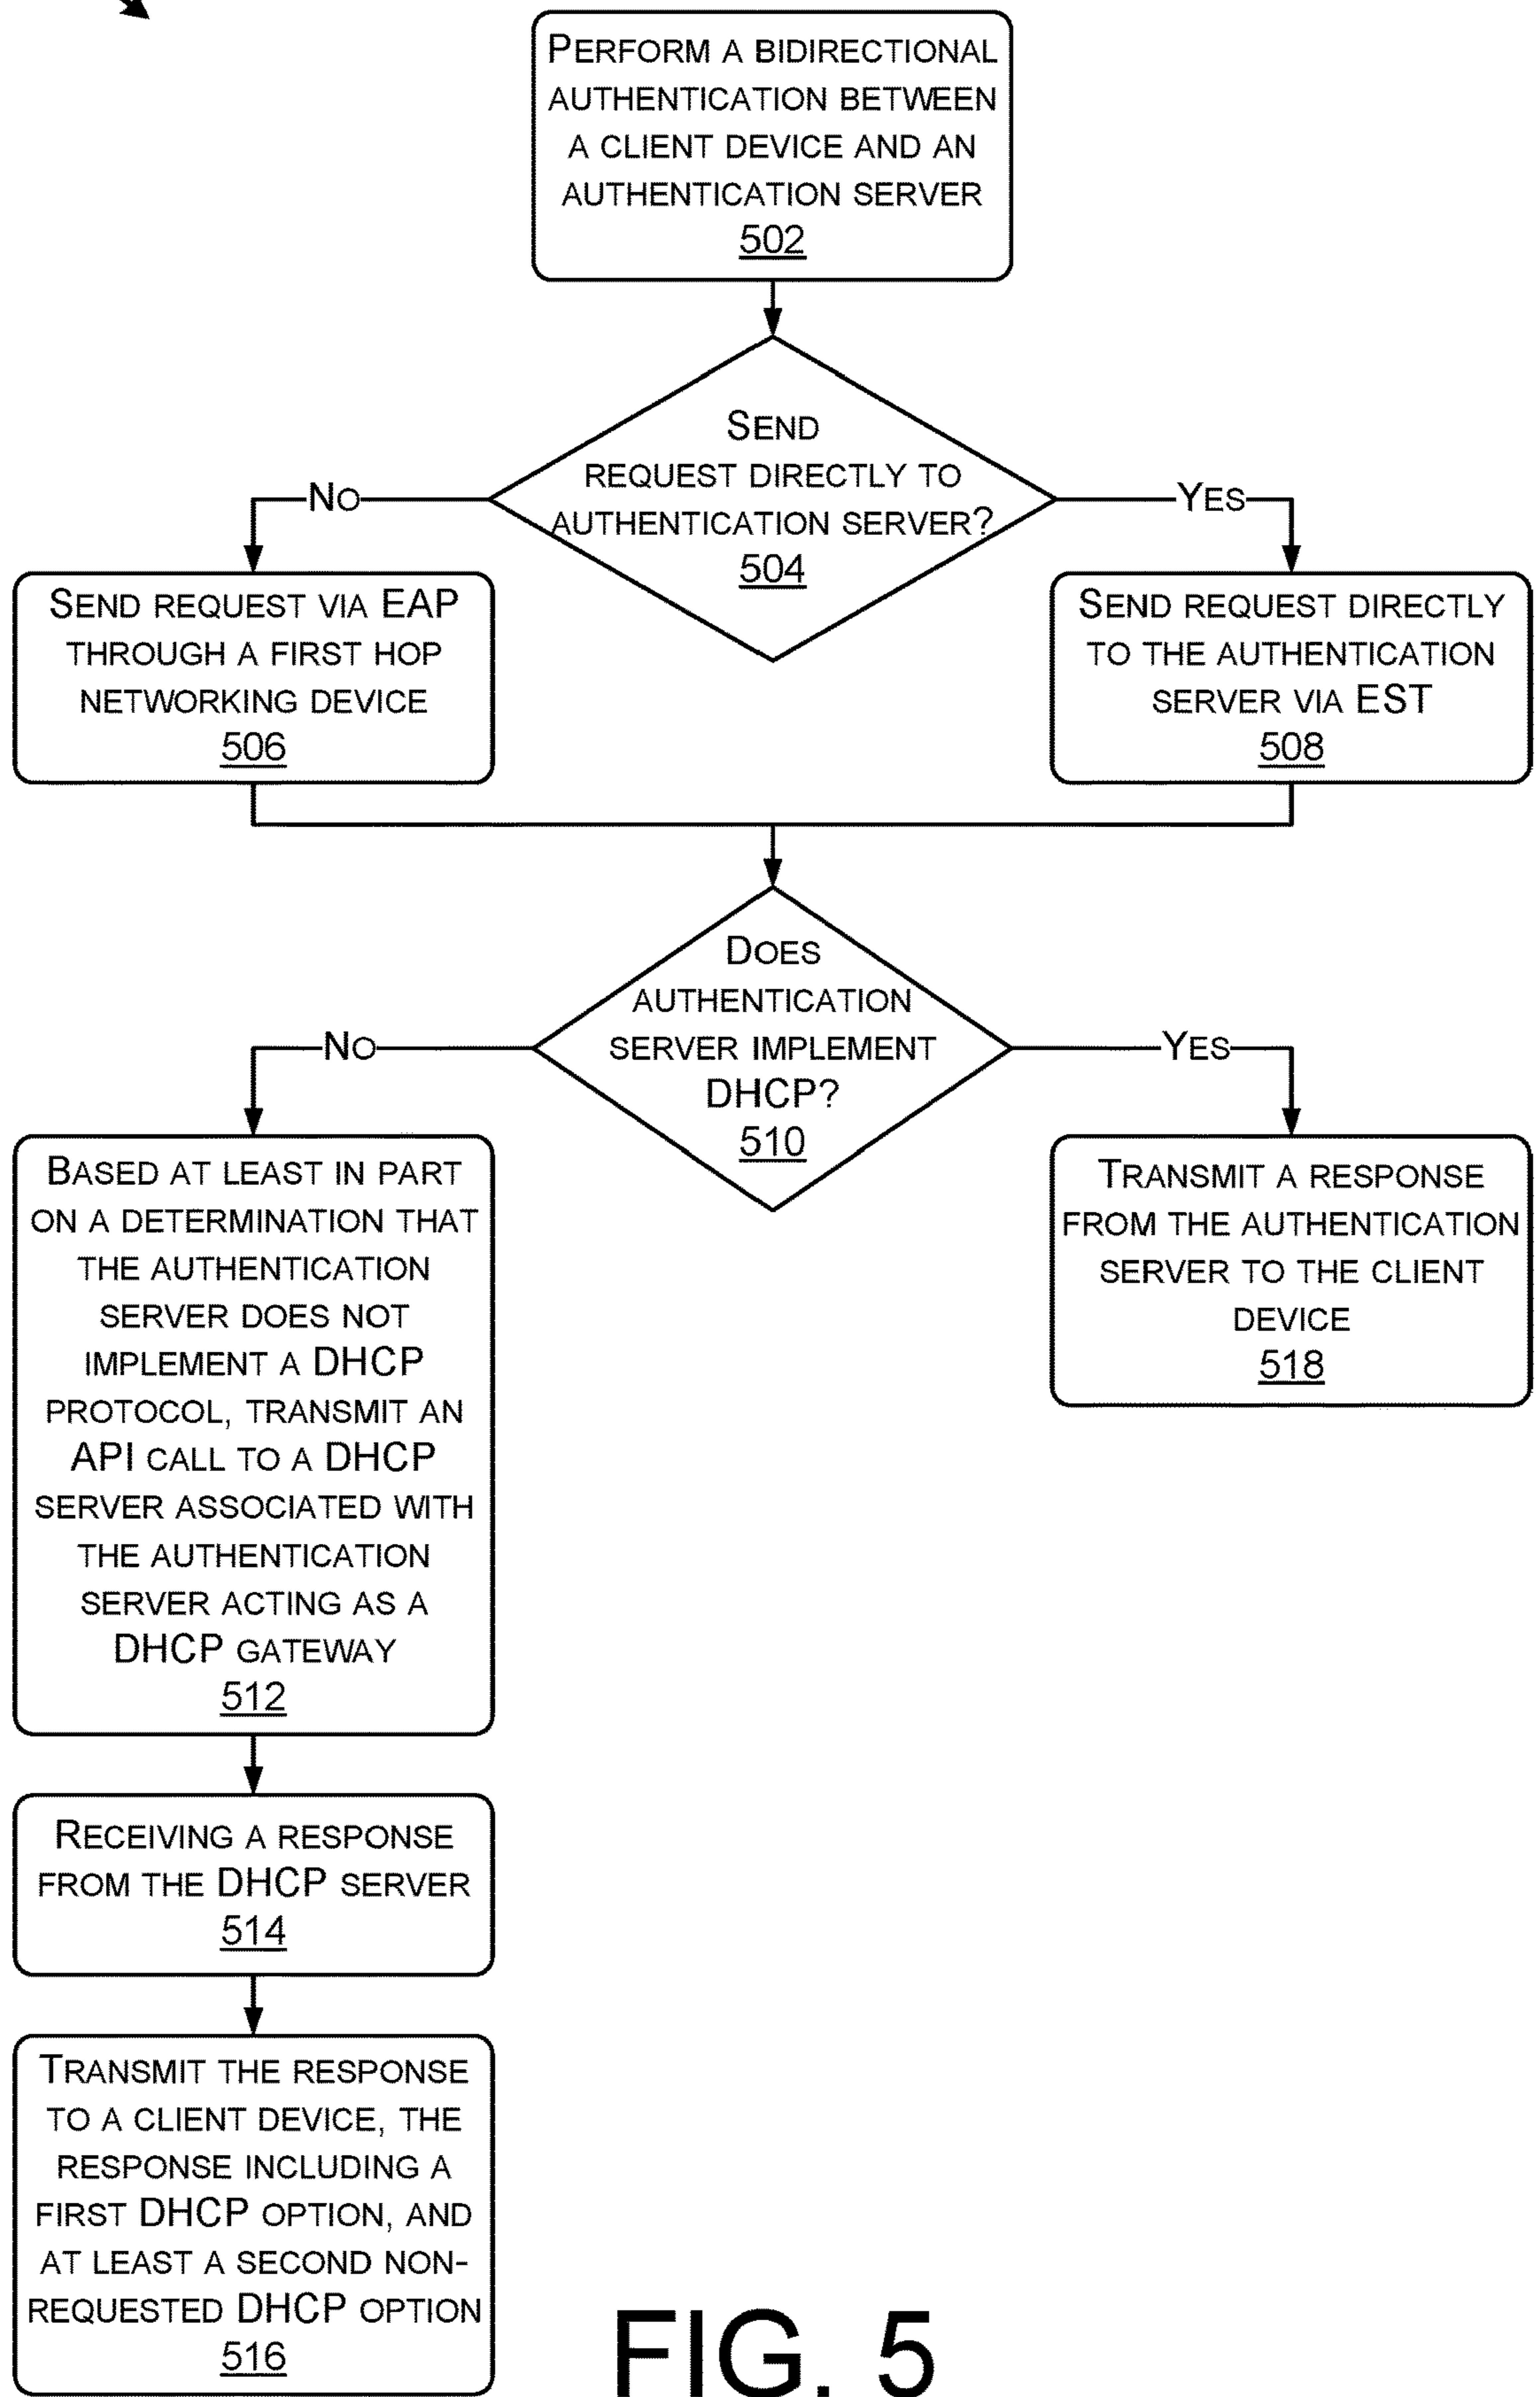 PERFORM A BIDIRECTIONAL
AUTHENTICATION BETWEEN
A CLIENT DEVICE AND AN
AUTHENTICATION SERVER
502
SEND
REQUEST DIRECTLY TO
AUTHENTICATION SERVER?
504
NO
YES
SEND REQUEST VIA EAP
THROUGH A FIRST HOP
NETWORKING DEVICE
506
SEND REQUEST DIRECTLY
TO THE AUTHENTICATION
SERVER VIA EST
508
DOES
AUTHENTICATION
SERVER IMPLEMENT
DHCP?
510
NO
YES
BASED AT LEAST IN PART
ON A DETERMINATION THAT
THE AUTHENTICATION
SERVER DOES NOT
IMPLEMENT A DHCP
PROTOCOL, TRANSMIT AN
API CALL TO A DHCP
SERVER ASSOCIATED WITH
THE AUTHENTICATION
SERVER ACTING AS A
DHCP GATEWAY
512
TRANSMIT A RESPONSE
FROM THE AUTHENTICATION
SERVER TO THE CLIENT
DEVICE
518
RECEIVING A RESPONSE
FROM THE DHCP SERVER
514
TRANSMIT THE RESPONSE
TO A CLIENT DEVICE, THE
RESPONSE INCLUDING A
FIRST DHCP OPTION, AND
AT LEAST A SECOND NON-
REQUESTED DHCP OPTION
516
FIG. 5